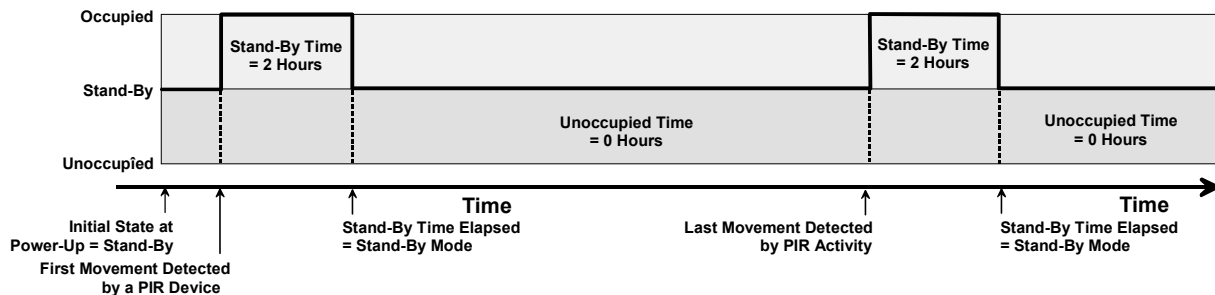 Occupied
Stand-By Time
= 2 Hours
Stand-By Time
= 2 Hours
Stand-By
Unoccupied Time
= 0 Hours
Unoccupied Time
= 0 Hours
Unoccupied
Time
Time
Initial State at
Power-Up = Stand-By
First Movement Detected
by a PIR Device
Stand-By Time Elapsed
= Stand-By Mode
Last Movement Detected
by PIR Activity
Stand-By Time Elapsed
= Stand-By Mode